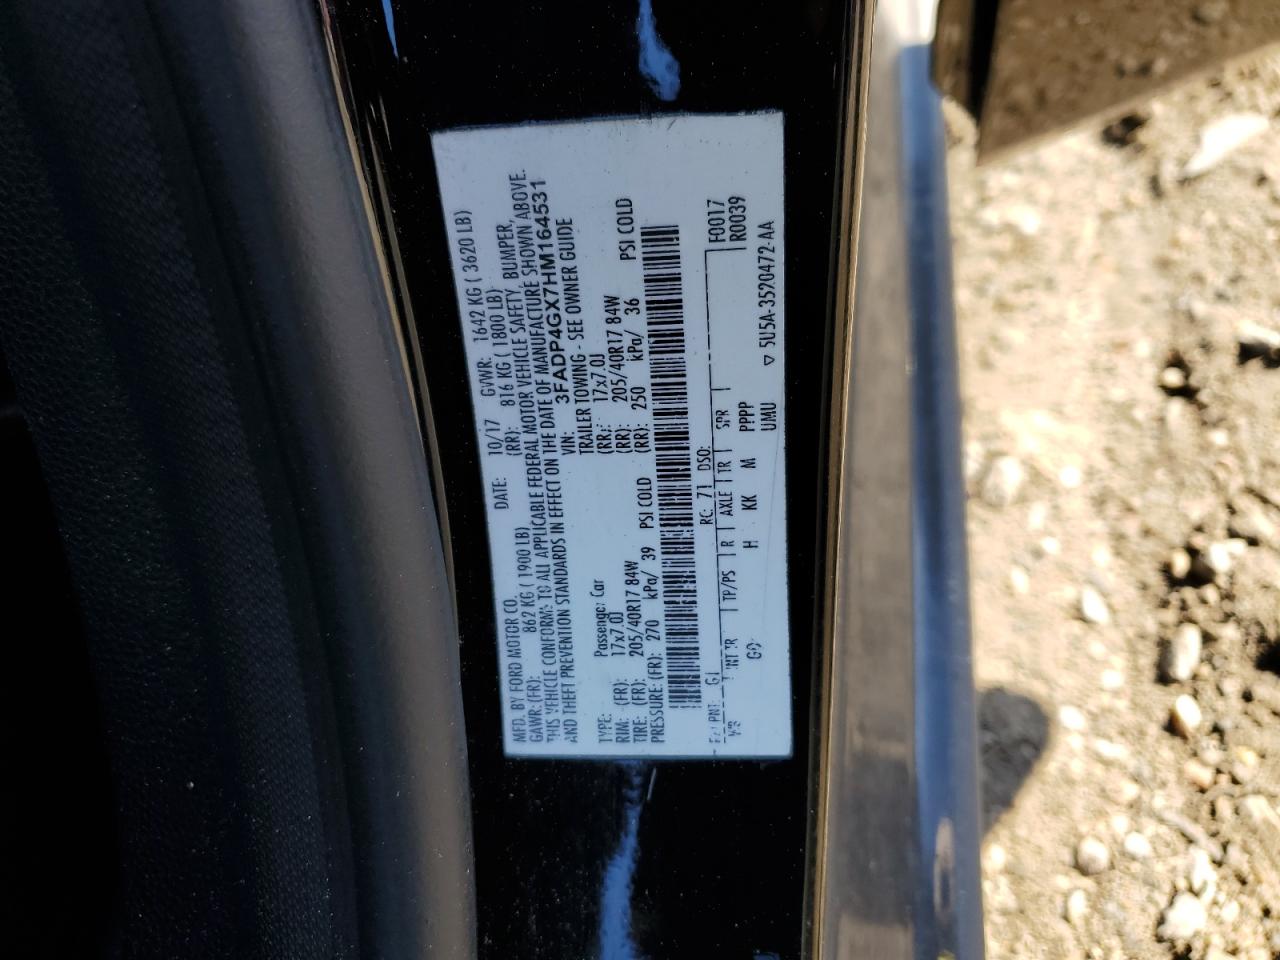 MFD. BY FORD MOTOR CO. DATE: 10/17 GVWR: 1642 KG ( 3620 LB)
GAWR: (FR): 862 KG ( 1900 LB) (RR): 816 KG ( 1800 LB)
THIS VEHICLE CONFORMS TO ALL APPLICABLE FEDERAL MOTOR VEHICLE SAFETY, BUMPER,
AND THEFT PREVENTION STANDARDS IN EFFECT ON THE DATE OF MANUFACTURE SHOWN ABOVE.
VIN: 3FADP4GX7HM164531
TYPE: Passenger Car TRAILER TOWING - SEE OWNER GUIDE
RIM: (FR): 17x7.0J (RR): 17x7.0J
TIRE: (FR): 205/40R17 84W (RR): 205/40R17 84W
PRESSURE: (FR): 270 kPa/ 39 PSI COLD (RR): 250 kPa/ 36 PSI COLD
RC: 71 DSO: F0017
R0039
PNT: G1
INT TR TP/PS R AXLE TR SPR
H KK M PPPP
UMU ▽ 5U5A-3520472-AA